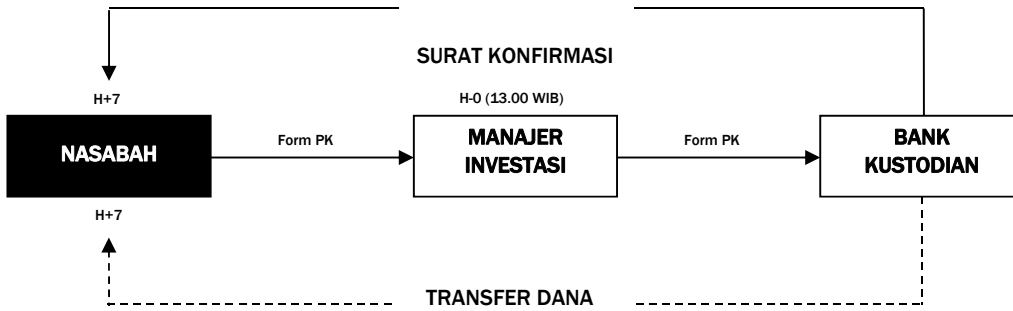 SURAT KONFIRMASI
H+7
H-0 (13.00 WIB)
NASABAH
Form PK
MANAJER
INVESTASI
Form PK
BANK
KUSTODIAN
H+7
TRANSFER DANA